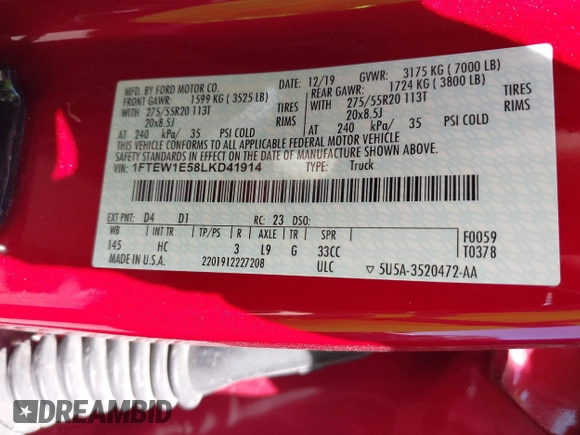 MFD. BY FORD MOTOR CO. 12/19 GVWR: 3175 KG ( 7000 LB)
FRONT GAWR: 1599 KG ( 3525 LB) REAR GAWR: 1724 KG ( 3800 LB)
WITH 275/55R20 113T TIRES WITH 275/55R20 113T TIRES
20x8.5J RIMS 20x8.5J RIMS
AT 240 kPa/ 35 PSI COLD AT 240 kPa/ 35 PSI COLD
THIS VEHICLE CONFORMS TO ALL APPLICABLE FEDERAL MOTOR VEHICLE
SAFETY STANDARDS IN EFFECT ON THE DATE OF MANUFACTURE SHOWN ABOVE.
VIN: 1FTEW1E58LKD41914 TYPE: Truck
EXT PNT: D4 D1 RC: 23 DSO:
WB INT TR TP/PS R AXLE TR SPR F0059
145 HC 3 L9 G 33CC T0378
MADE IN U.S.A. 2201912227208 ULC 5U5A-3520472-AA
DREAMBID